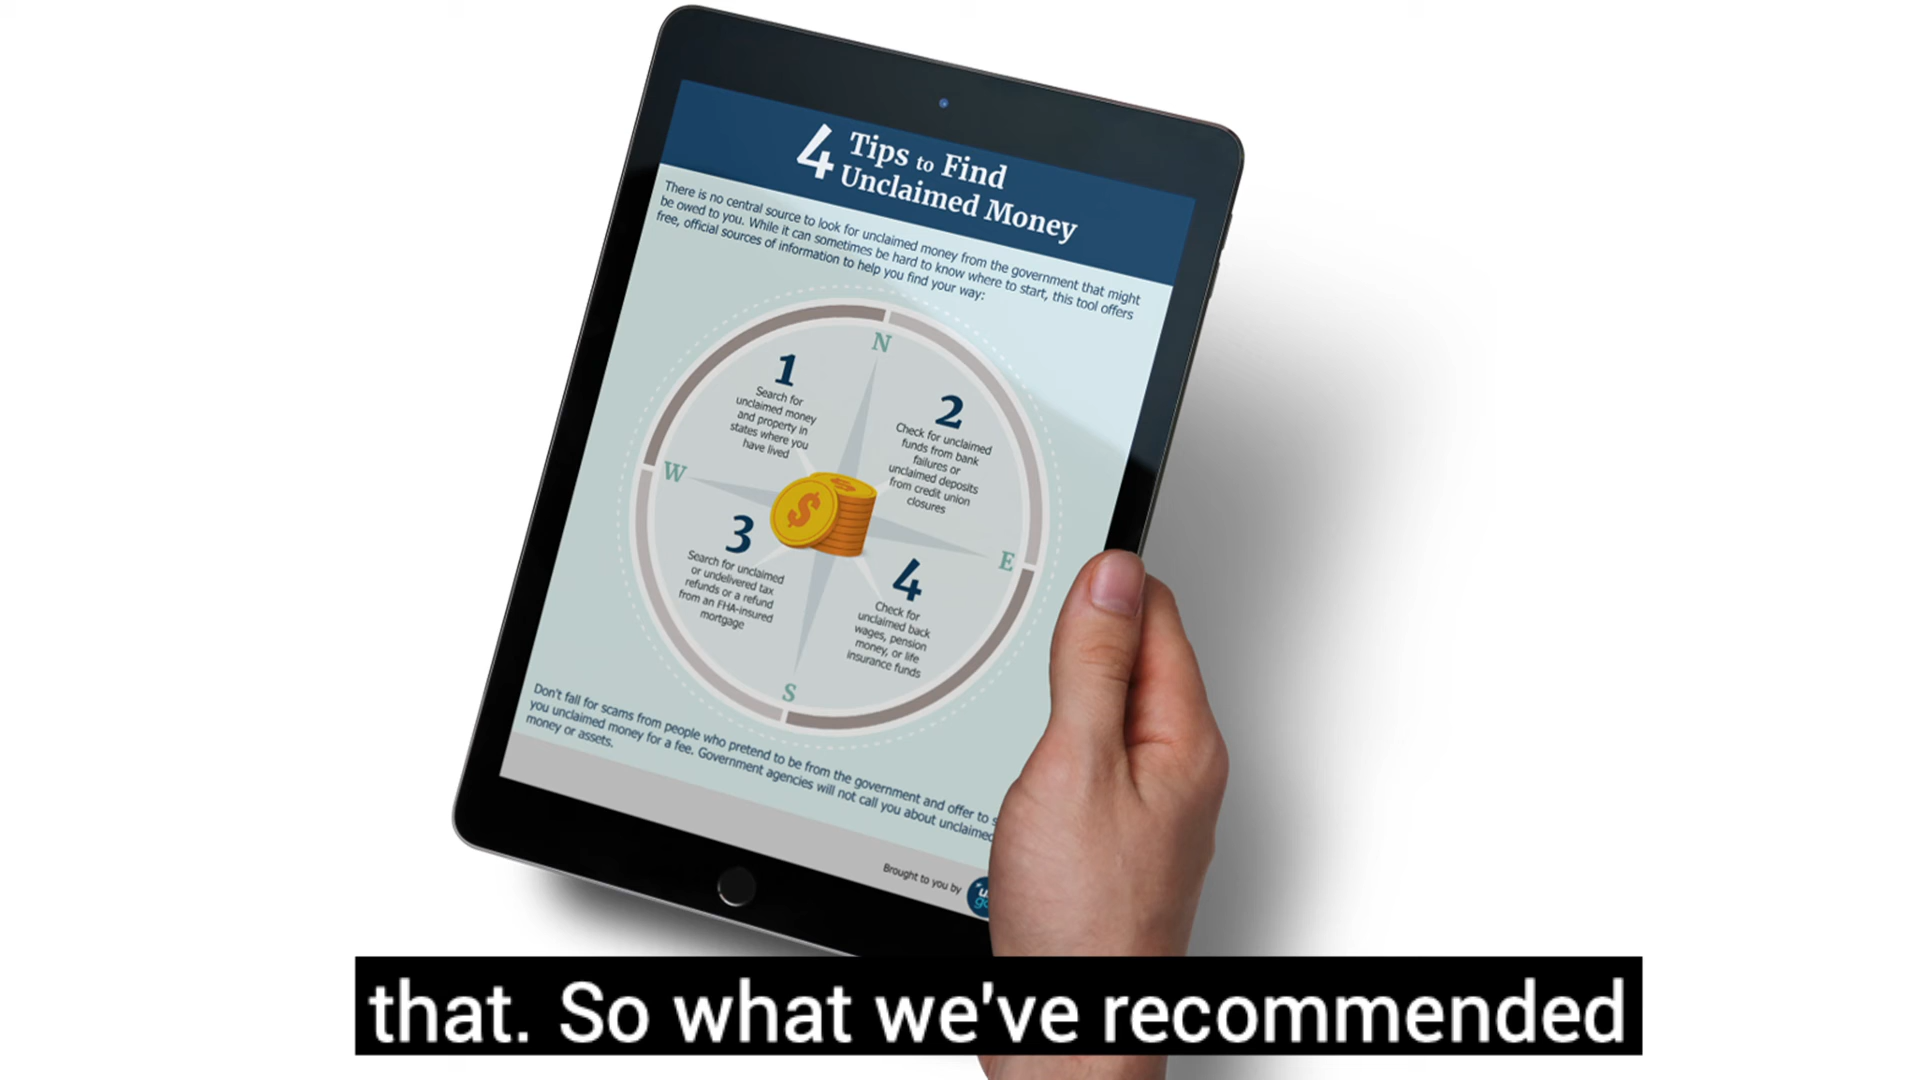 4 Tips to Find
Unclaimed Money
There is no central source to look for unclaimed money from the government that might
be owed to you. While it can sometimes be hard to know where to start, this tool offers
free, official sources of information to help you find your way:
N
1
Search for
unclaimed money
and property in
states where you
have lived
2
Check for unclaimed
funds from bank
failures or
unclaimed deposits
from credit union
closures
W
E
3
Search for unclaimed
or undelivered tax
refunds or a refund
from an FHA-insured
mortgage
4
Check for
unclaimed back
wages, pension
money, or life
insurance funds
S
$
Don't fall for scams from people who pretend to be from the government and offer to
you unclaimed money for a fee. Government agencies will not call you about unclaimed
money or assets.
Brought to you by
that. So what we've recommended